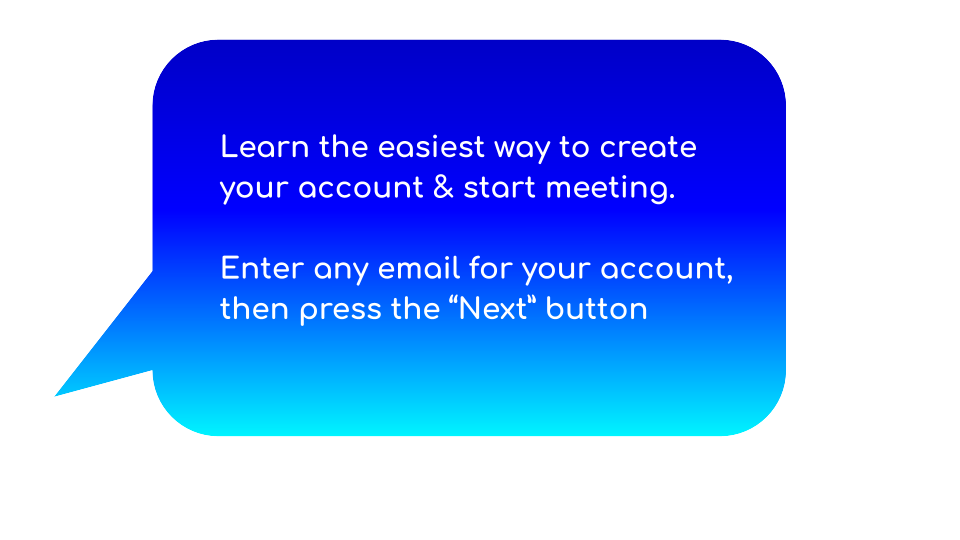 Learn the easiest way to create
your account & start meeting.
Enter any email for your account,
then press the “Next” button